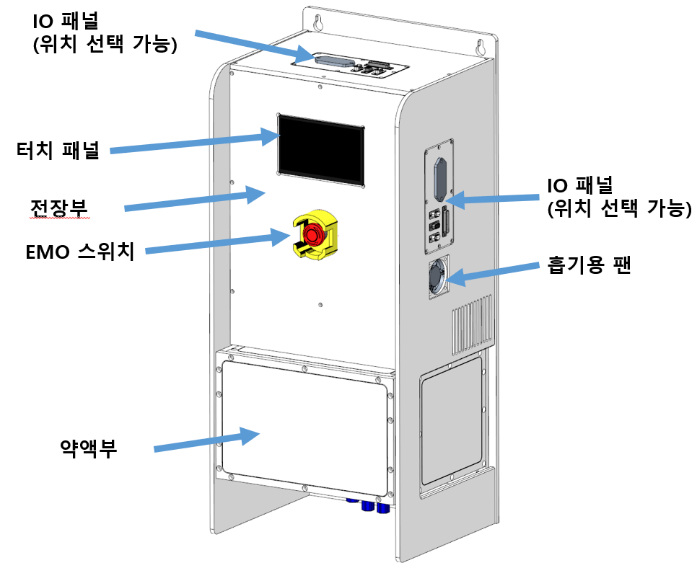 IO 패널
(위치 선택 가능)
터치 패널
전장부
EMO 스위치
약액부
IO 패널
(위치 선택 가능)
흡기용 팬